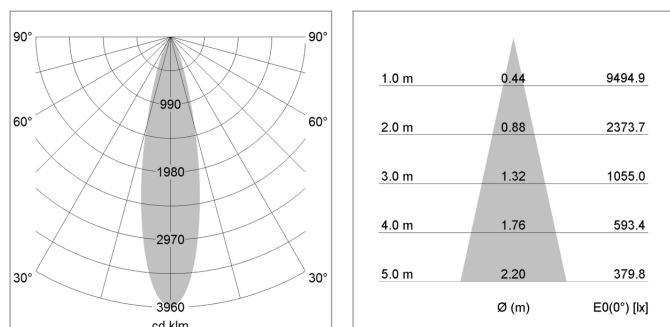 90°
90°
990
60°
60°
1980
2970
30°
30°
3960
cd klm
1.0 m 0.44 9494.9
2.0 m 0.88 2373.7
3.0 m 1.32 1055.0
4.0 m 1.76 593.4
5.0 m 2.20 379.8
Ø (m) E0(0°) [lx]